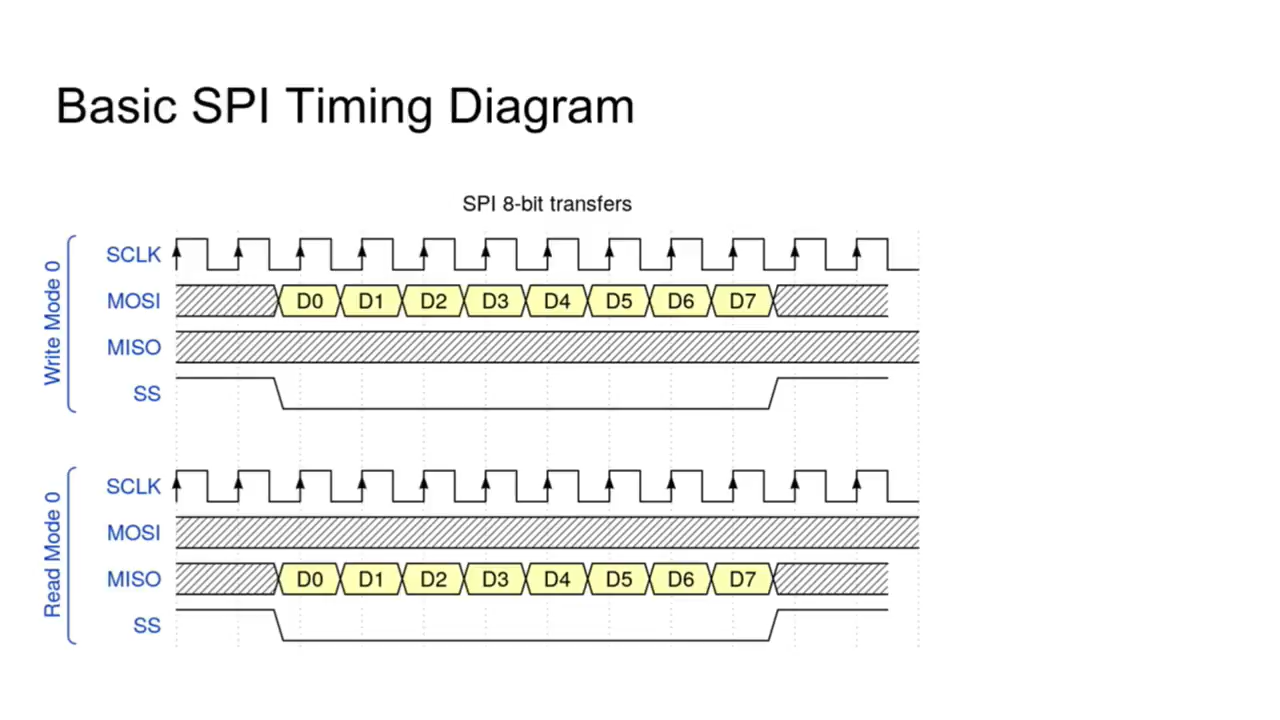 Basic SPI Timing Diagram
SPI 8-bit transfers
Write Mode 0
SCLK
MOSI D0 D1 D2 D3 D4 D5 D6 D7
MISO
SS
Read Mode 0
SCLK
MOSI
MISO D0 D1 D2 D3 D4 D5 D6 D7
SS